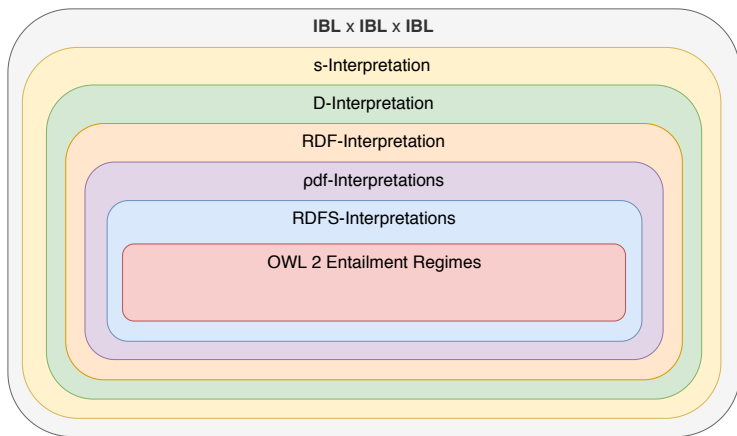 IBL x IBL x IBL
s-Interpretation
D-Interpretation
RDF-Interpretation
ρdf-Interpretations
RDFS-Interpretations
OWL 2 Entailment Regimes